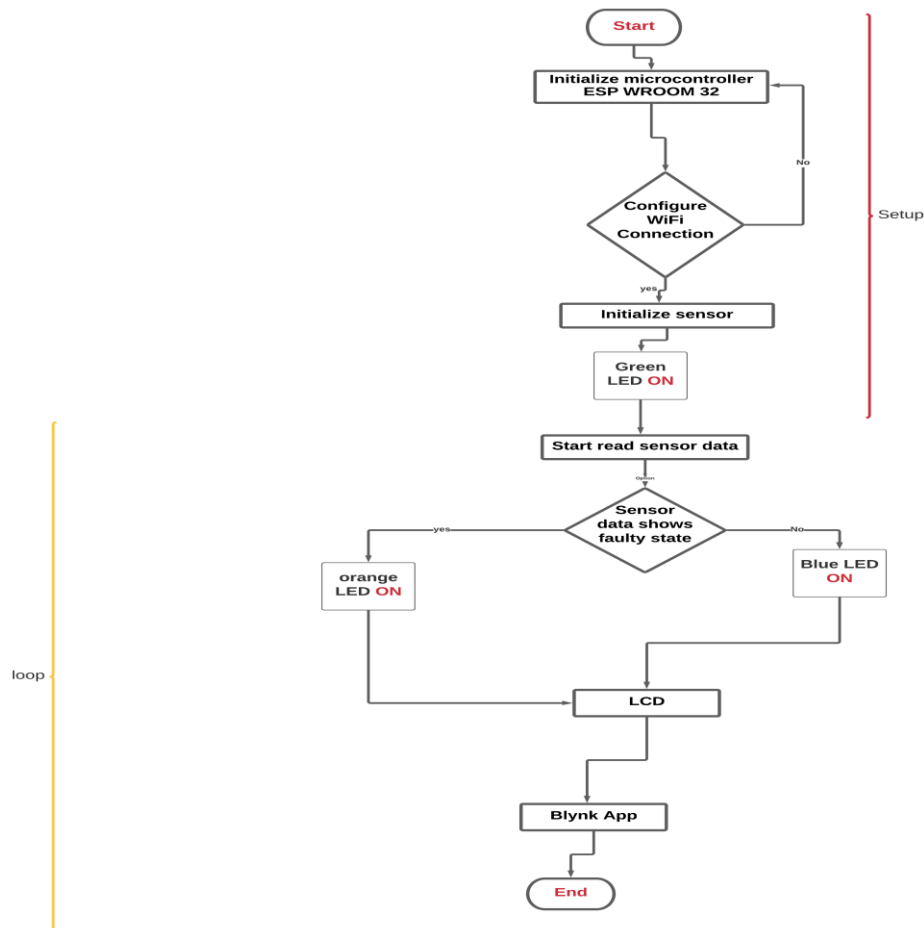 Start
Initialize microcontroller
ESP WROOM 32
No
Configure
WiFi
Connection
Setup
yes
Initialize sensor
Green
LED ON
Start read sensor data
Option
Sensor
data shows
faulty state
yes
No
orange
LED ON
Blue LED
ON
loop
LCD
Blynk App
End